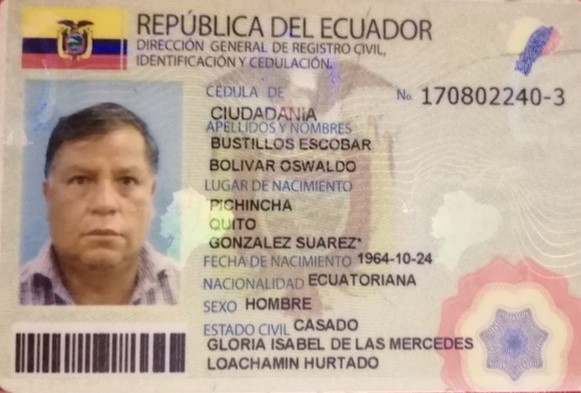 REPÚBLICA DEL ECUADOR
DIRECCIÓN GENERAL DE REGISTRO CIVIL,
IDENTIFICACIÓN Y CEDULACIÓN.
CÉDULA DE No. 170802240-3
CIUDADANÍA
APELLIDOS Y NOMBRES
BUSTILLOS ESCOBAR
BOLIVAR OSWALDO
LUGAR DE NACIMIENTO
PICHINCHA
QUITO
GONZALEZ SUAREZ*
FECHA DE NACIMIENTO 1964-10-24
NACIONALIDAD ECUATORIANA
SEXO HOMBRE
ESTADO CIVIL CASADO
GLORIA ISABEL DE LAS MERCEDES
LOACHAMIN HURTADO